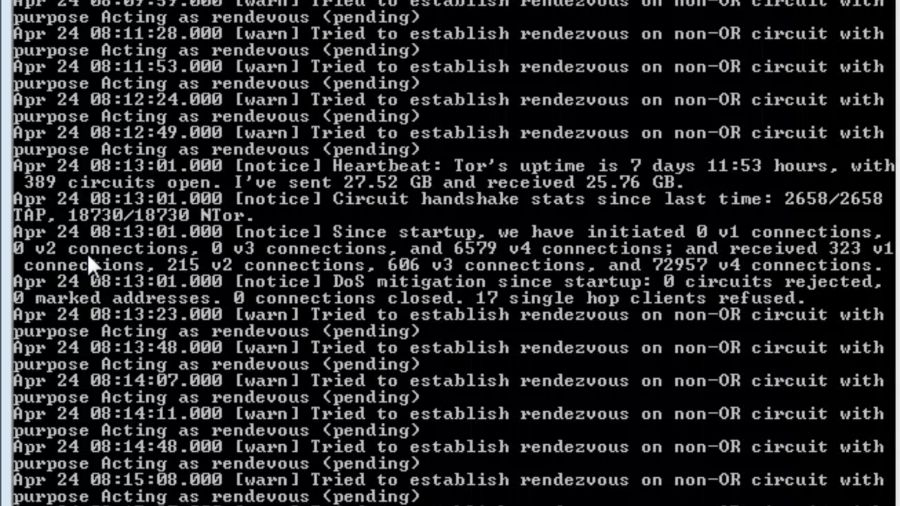 Apr 24 08:09:59.000 [warn] Tried to establish rendezvous on non-OR circuit with
purpose Acting as rendevous (pending)
Apr 24 08:11:28.000 [warn] Tried to establish rendezvous on non-OR circuit with
purpose Acting as rendevous (pending)
Apr 24 08:11:53.000 [warn] Tried to establish rendezvous on non-OR circuit with
purpose Acting as rendevous (pending)
Apr 24 08:12:24.000 [warn] Tried to establish rendezvous on non-OR circuit with
purpose Acting as rendevous (pending)
Apr 24 08:12:49.000 [warn] Tried to establish rendezvous on non-OR circuit with
purpose Acting as rendevous (pending)
Apr 24 08:13:01.000 [notice] Heartbeat: Tor's uptime is 7 days 11:53 hours, with
389 circuits open. I've sent 27.52 GB and received 25.76 GB.
Apr 24 08:13:01.000 [notice] Circuit handshake stats since last time: 2658/2658
TAP, 18730/18730 NTor.
Apr 24 08:13:01.000 [notice] Since startup, we have initiated 0 v1 connections,
0 v2 connections, 0 v3 connections, and 6579 v4 connections; and received 323 v1
connections, 215 v2 connections, 606 v3 connections, and 72957 v4 connections.
Apr 24 08:13:01.000 [notice] DoS mitigation since startup: 0 circuits rejected,
0 marked addresses. 0 connections closed. 17 single hop clients refused.
Apr 24 08:13:23.000 [warn] Tried to establish rendezvous on non-OR circuit with
purpose Acting as rendevous (pending)
Apr 24 08:13:48.000 [warn] Tried to establish rendezvous on non-OR circuit with
purpose Acting as rendevous (pending)
Apr 24 08:14:07.000 [warn] Tried to establish rendezvous on non-OR circuit with
purpose Acting as rendevous (pending)
Apr 24 08:14:11.000 [warn] Tried to establish rendezvous on non-OR circuit with
purpose Acting as rendevous (pending)
Apr 24 08:14:48.000 [warn] Tried to establish rendezvous on non-OR circuit with
purpose Acting as rendevous (pending)
Apr 24 08:15:08.000 [warn] Tried to establish rendezvous on non-OR circuit with
purpose Acting as rendevous (pending)